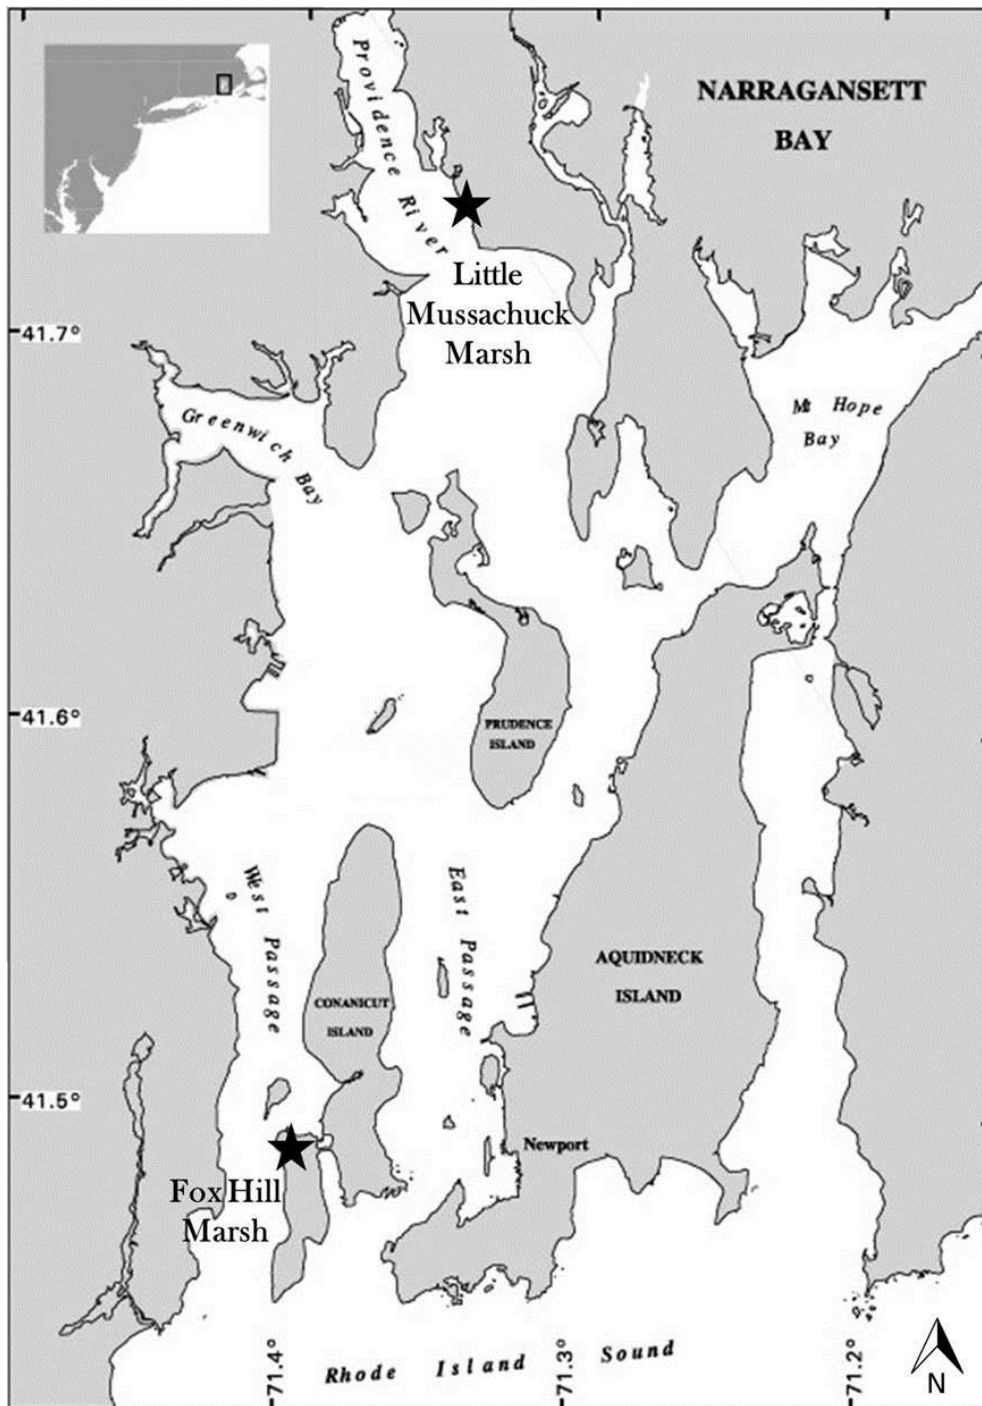 NARRAGANSETT
BAY
Providence River
Little
Mussachuck
Marsh
41.7°
Mt Hope
Bay
Greenwich Bay
41.6°
PRUDENCE
ISLAND
West Passage
East Passage
AQUIDNECK
ISLAND
CONANICUT
ISLAND
41.5°
Newport
Fox Hill
Marsh
71.4°
71.3°
71.2°
Rhode Island Sound
N